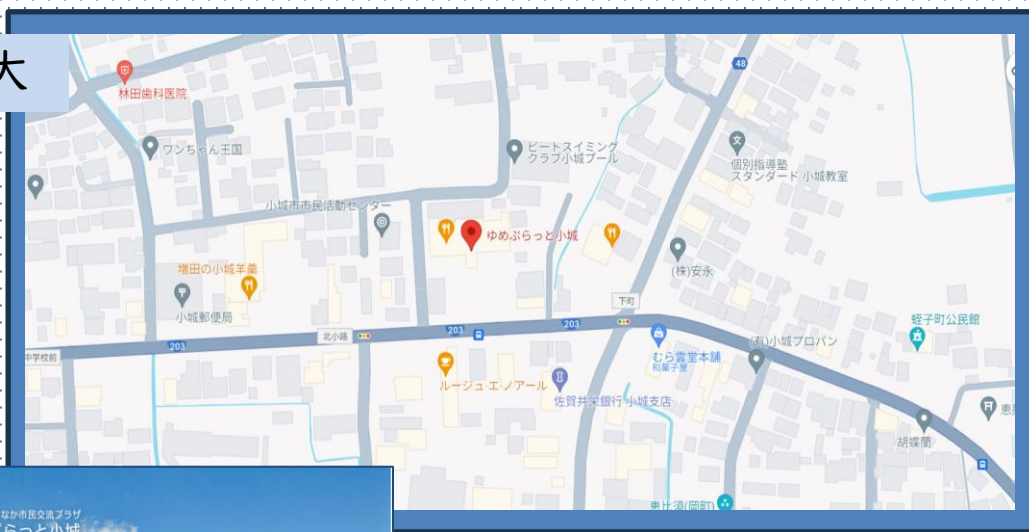 大
林田歯科医院
48
ワンちゃん王国
ビートスイミング
クラブ小城プール
個別指導塾
スタンダード 小城教室
小城市市民活動センター
ゆめぷらっと小城
増田の小城羊羹
(株)安永
小城郵便局
下町
203
203
203
北小路
中学校前
蛭子町公民館
(有)小城プロパン
むら雲堂本舗
和菓子屋
ルージュ·エ·ノアール
佐賀共栄銀行 小城支店
恵
胡蝶蘭
恵比須(岡町)
なか市民交流プラザ
ぷらっと小城